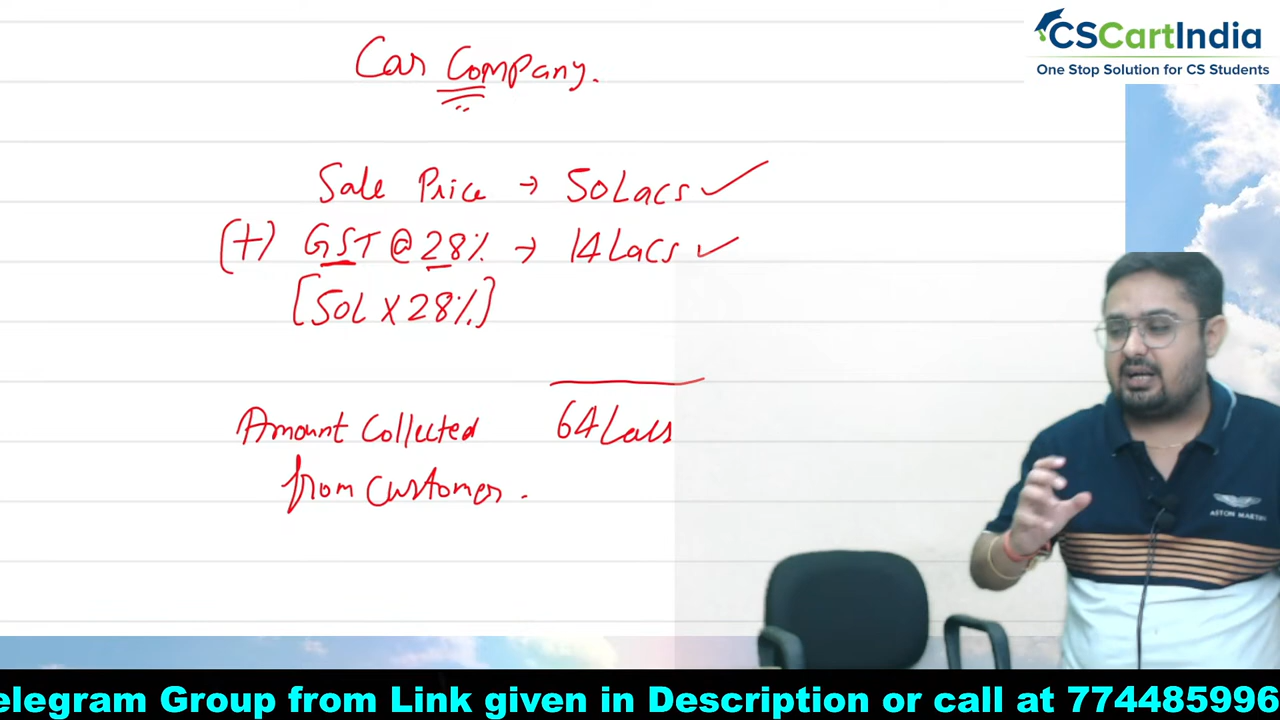 CSCartIndia
One Stop Solution for CS Students
Car Company.
Sale Price → 50Lacs ✓
(+) GST @ 28% → 14Lacs ✓
[50L X 28%]
Amount Collected 64Lacs
from customer.
ASTON MARTIN
elegram Group from Link given in Description or call at 774485996